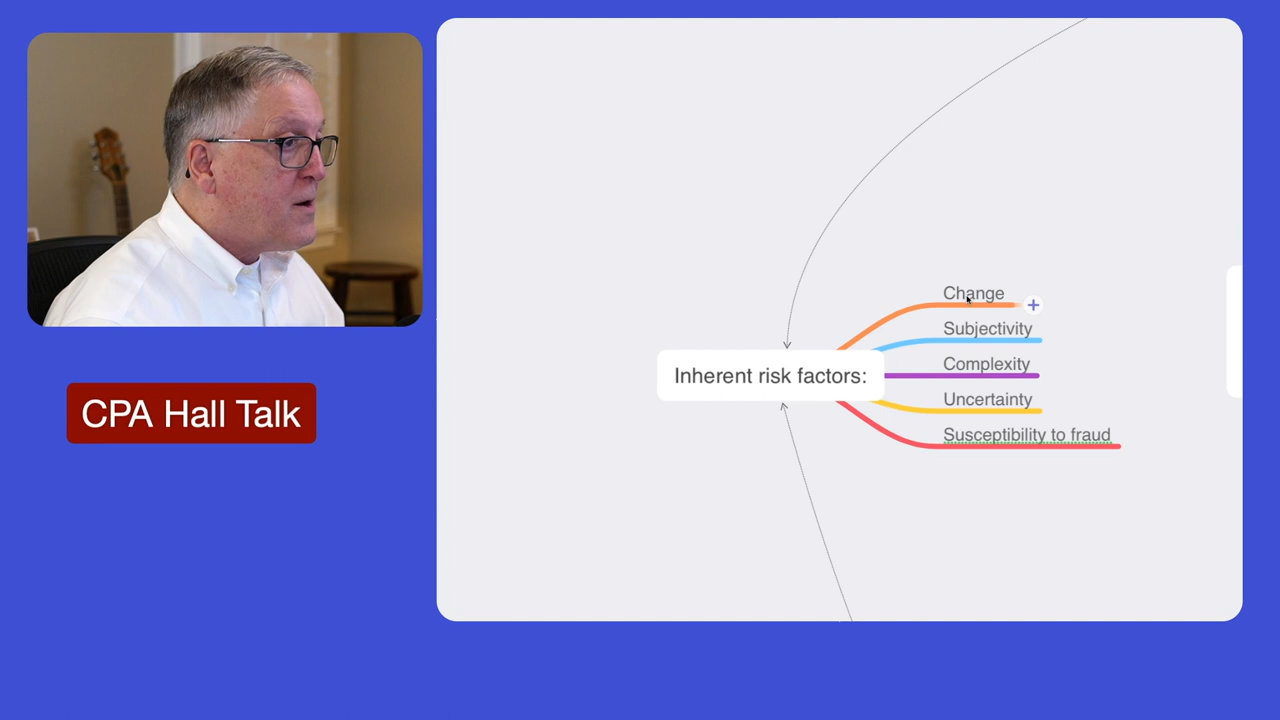 CPA Hall Talk
Inherent risk factors:
Change
Subjectivity
Complexity
Uncertainty
Susceptibility to fraud